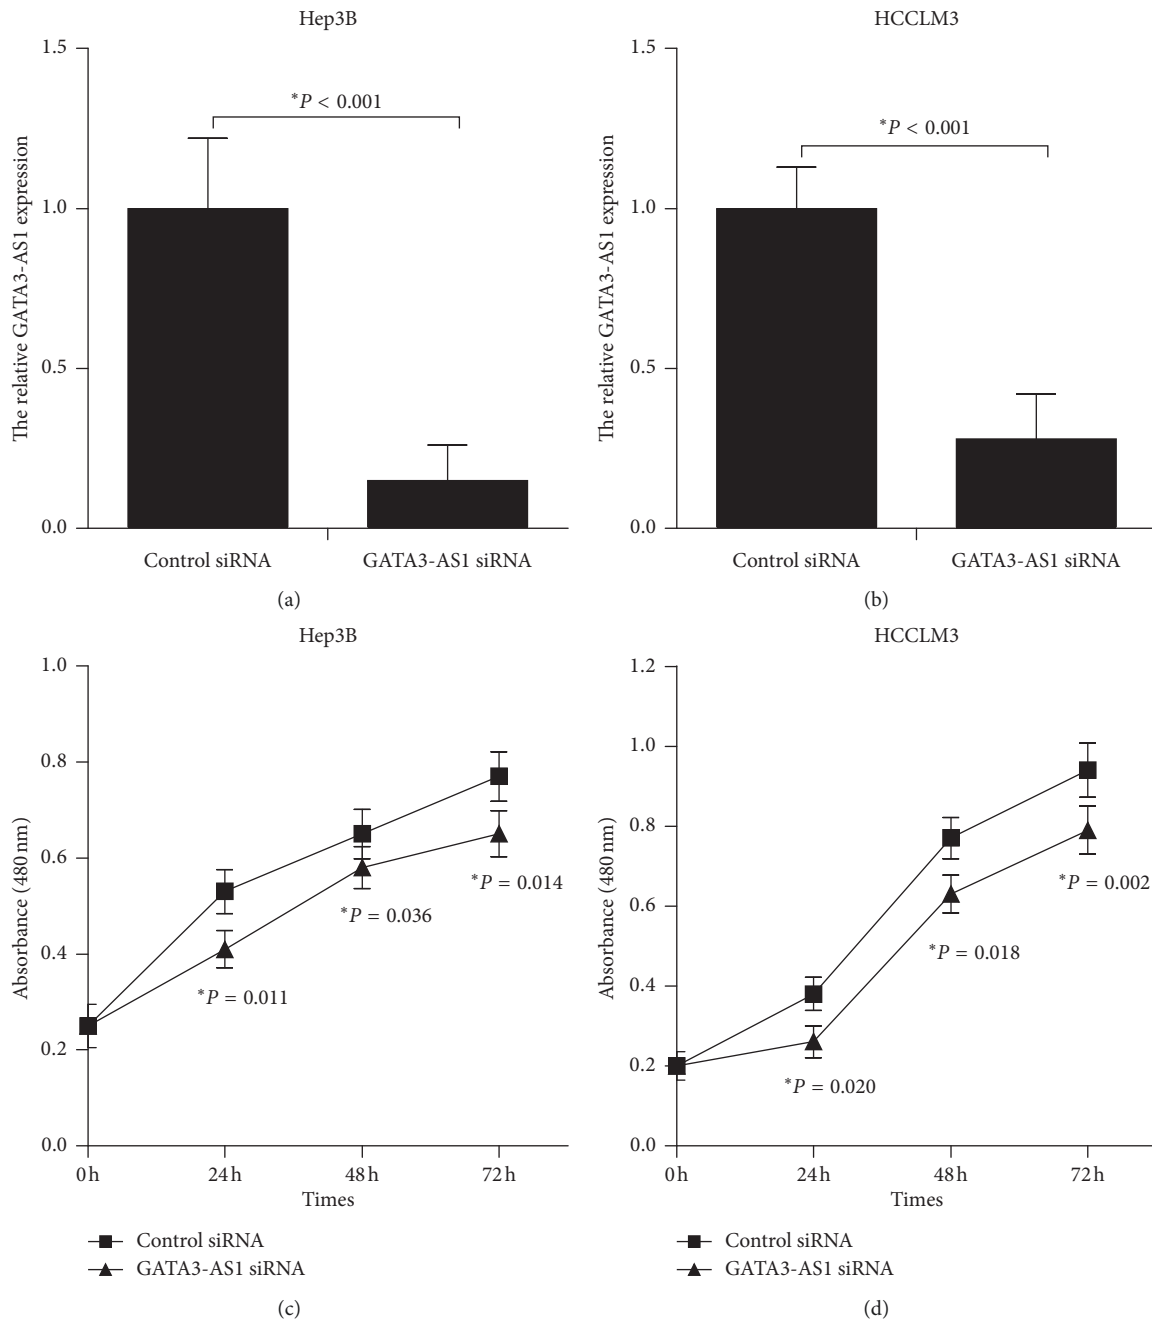 Hep3B
1.5
*P < 0.001
1.0
0.5
0.0
The relative GATA3-AS1 expression
Control siRNA
GATA3-AS1 siRNA
(a)
HCCLM3
1.5
*P < 0.001
1.0
0.5
0.0
The relative GATA3-AS1 expression
Control siRNA
GATA3-AS1 siRNA
(b)
Hep3B
1.0
0.8
0.6
0.4
0.2
0.0
Absorbance (480 nm)
*P = 0.011
*P = 0.036
*P = 0.014
0 h
24 h
48 h
72 h
Times
Control siRNA
GATA3-AS1 siRNA
(c)
HCCLM3
1.2
1.0
0.8
0.6
0.4
0.2
0.0
Absorbance (480 nm)
*P = 0.020
*P = 0.018
*P = 0.002
0 h
24 h
48 h
72 h
Times
Control siRNA
GATA3-AS1 siRNA
(d)